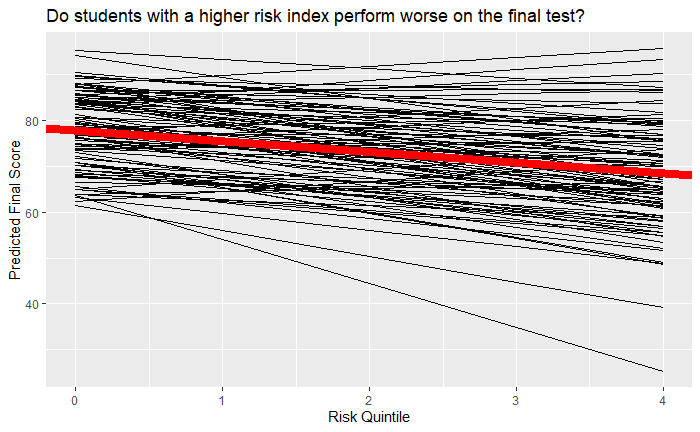 Do students with a higher risk index perform worse on the final test?
Predicted Final Score
80
60
40
0
1
2
3
4
Risk Quintile